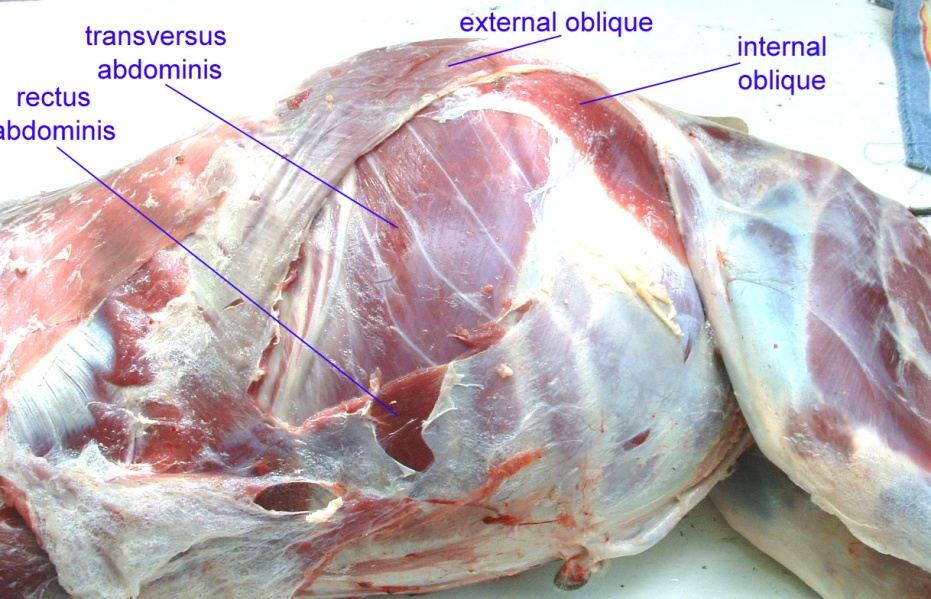 external oblique
transversus
abdominis
internal
oblique
rectus
abdominis